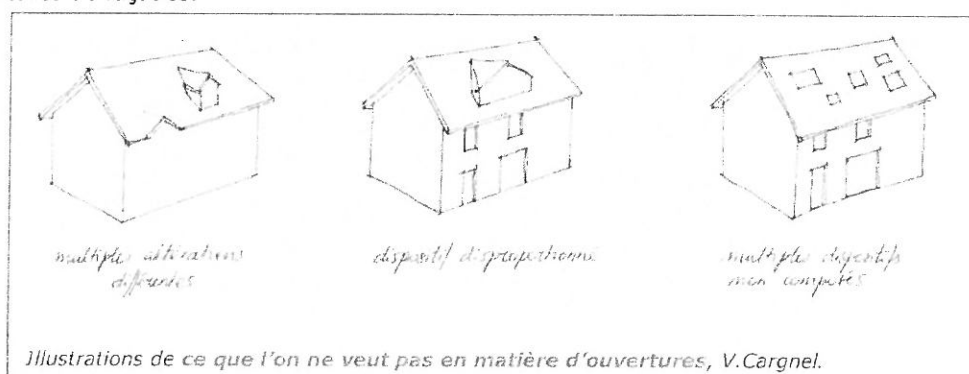 multiples altérations
différentes
dispositif disproportionné
multiples dispositifs
non composés
Illustrations de ce que l'on ne veut pas en matière d'ouvertures, V.Cargnel.